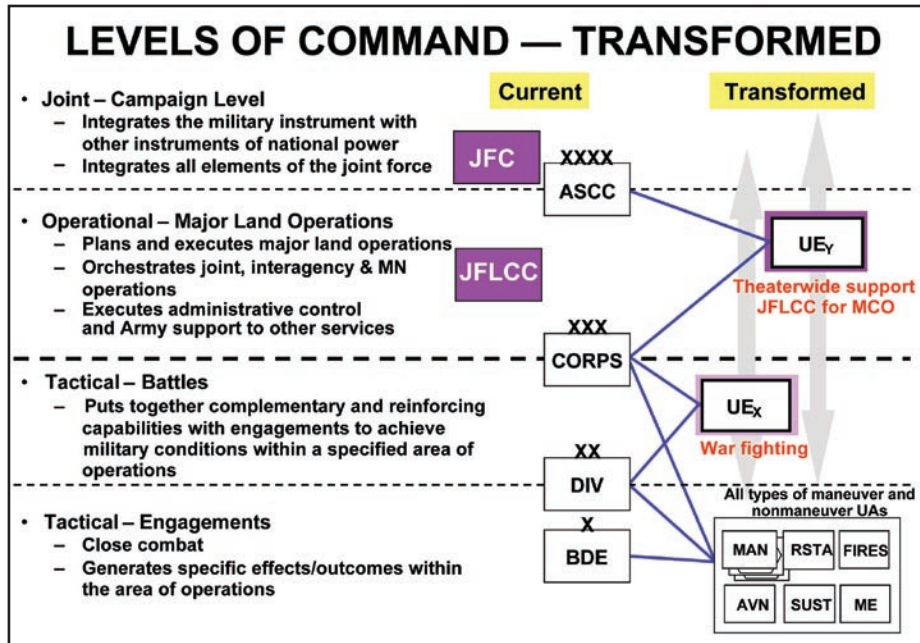 LEVELS OF COMMAND — TRANSFORMED
Current
Transformed
• Joint – Campaign Level
– Integrates the military instrument with
other instruments of national power
– Integrates all elements of the joint
force
JFC
XXXX
ASCC
• Operational – Major Land Operations
– Plans and executes major land operations
– Orchestrates joint, interagency & MN
operations
– Executes administrative control
and Army support to other services
JFLCC
UEY
Theaterwide support
JFLCC for MCO
XXX
CORPS
• Tactical – Battles
– Puts together complementary and reinforcing
capabilities with engagements to achieve
military conditions within a specified area of
operations
UEX
War fighting
XX
DIV
• Tactical – Engagements
– Close combat
– Generates specific effects/outcomes within
the area of operations
X
BDE
All types of maneuver and
nonmaneuver UAs
MAN RSTA FIRES
AVN SUST ME